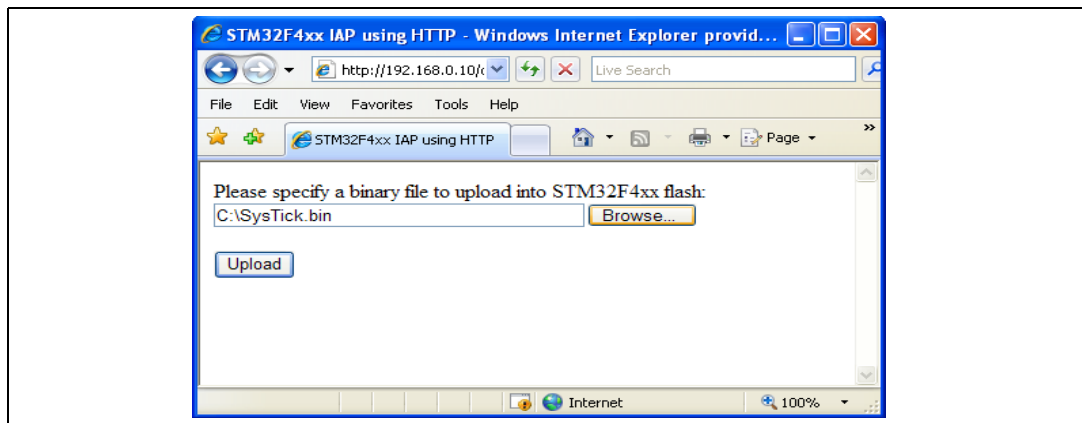 STM32F4xx IAP using HTTP - Windows Internet Explorer provid...
http://192.168.0.10/c
Live Search
File Edit View Favorites Tools Help
STM32F4xx IAP using HTTP
Page
»
Please specify a binary file to upload into STM32F4xx flash:
C:\SysTick.bin
Browse...
Upload
Internet
100%